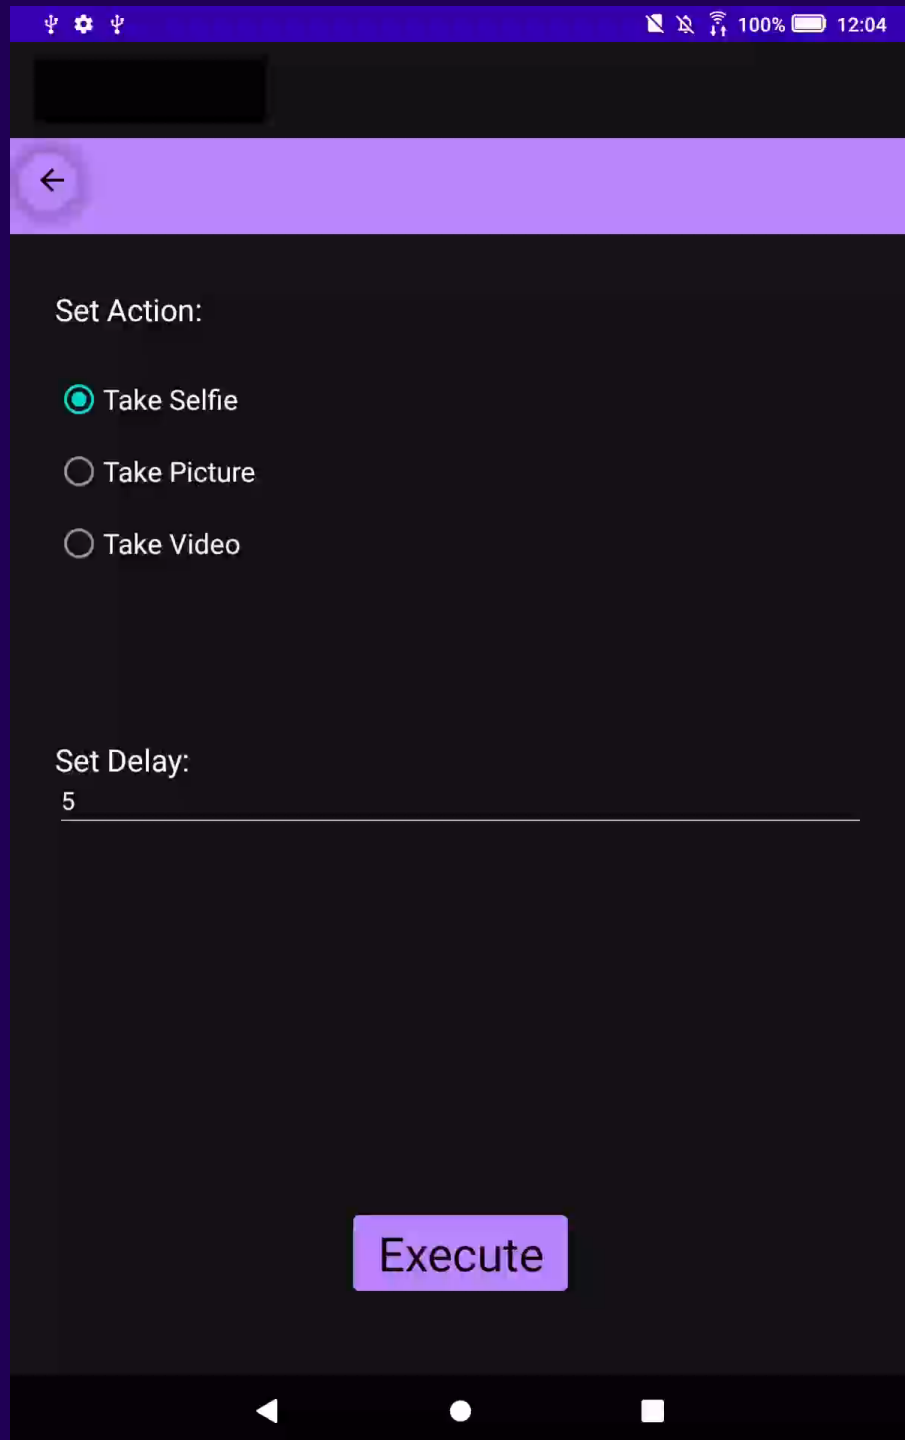 100% 12:04
Set Action:
Take Selfie
Take Picture
Take Video
Set Delay:
5
Execute